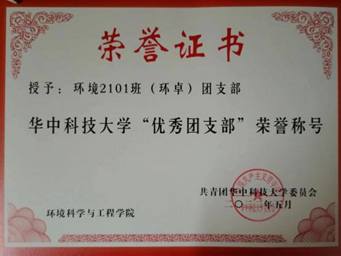 荣誉证书
授予：环境2101班（环卓）团支部
华中科技大学“优秀团支部”荣誉称号
共青团华中科技大学委员会
年五月
环境科学与工程学院